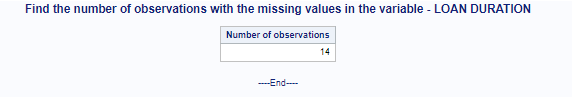 Find the number of observations with the missing values in the variable - LOAN DURATION
Number of observations
14
----End----